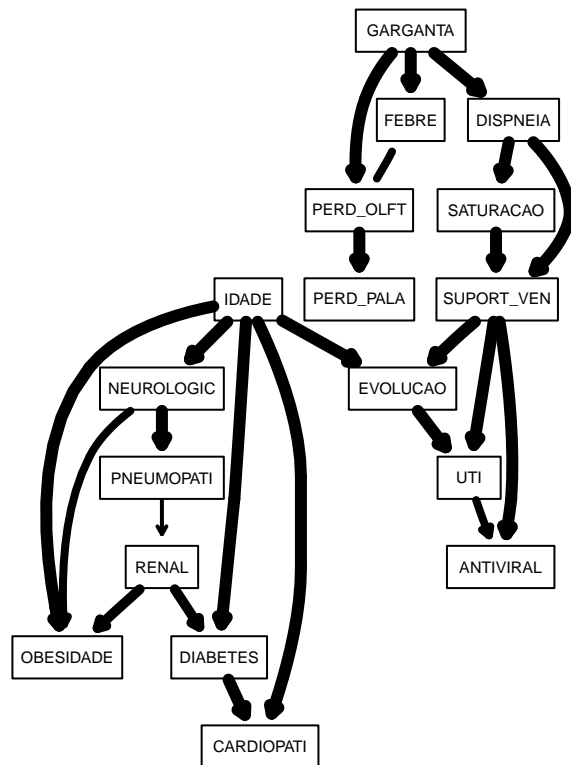 GARGANTA
FEBRE
DISPNEIA
PERD_OLFT
SATURACAO
IDADE
PERD_PALA
SUPORT_VEN
NEUROLOGIC
EVOLUCAO
PNEUMOPATI
UTI
RENAL
ANTIVIRAL
OBESIDADE
DIABETES
CARDIOPATI